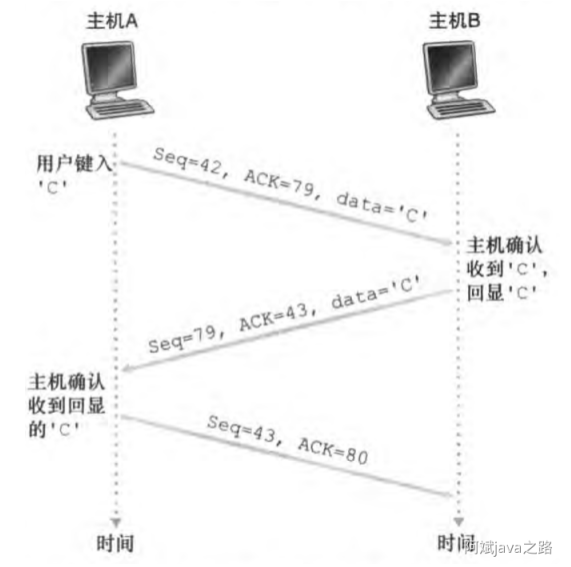 主机A
主机B
用户键入
'C'
Seq=42, ACK=79, data='C'
主机确认
收到'C',
回显'C'
Seq=79, ACK=43, data='C'
主机确认
收到回显
的'C'
Seq=43, ACK=80
时间
时间
阿斌java之路